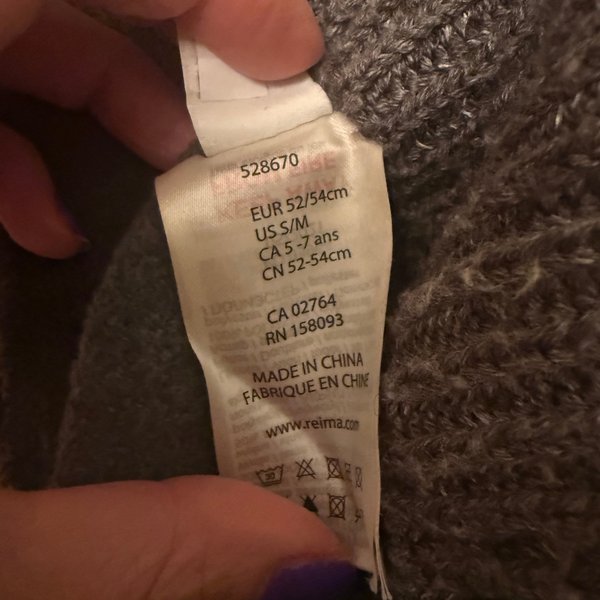 528670
EUR 52/54cm
US S/M
CA 5 -7 ans
CN 52-54cm
CA 02764
RN 158093
MADE IN CHINA
FABRIQUE EN CHINE
www.reima.com
30